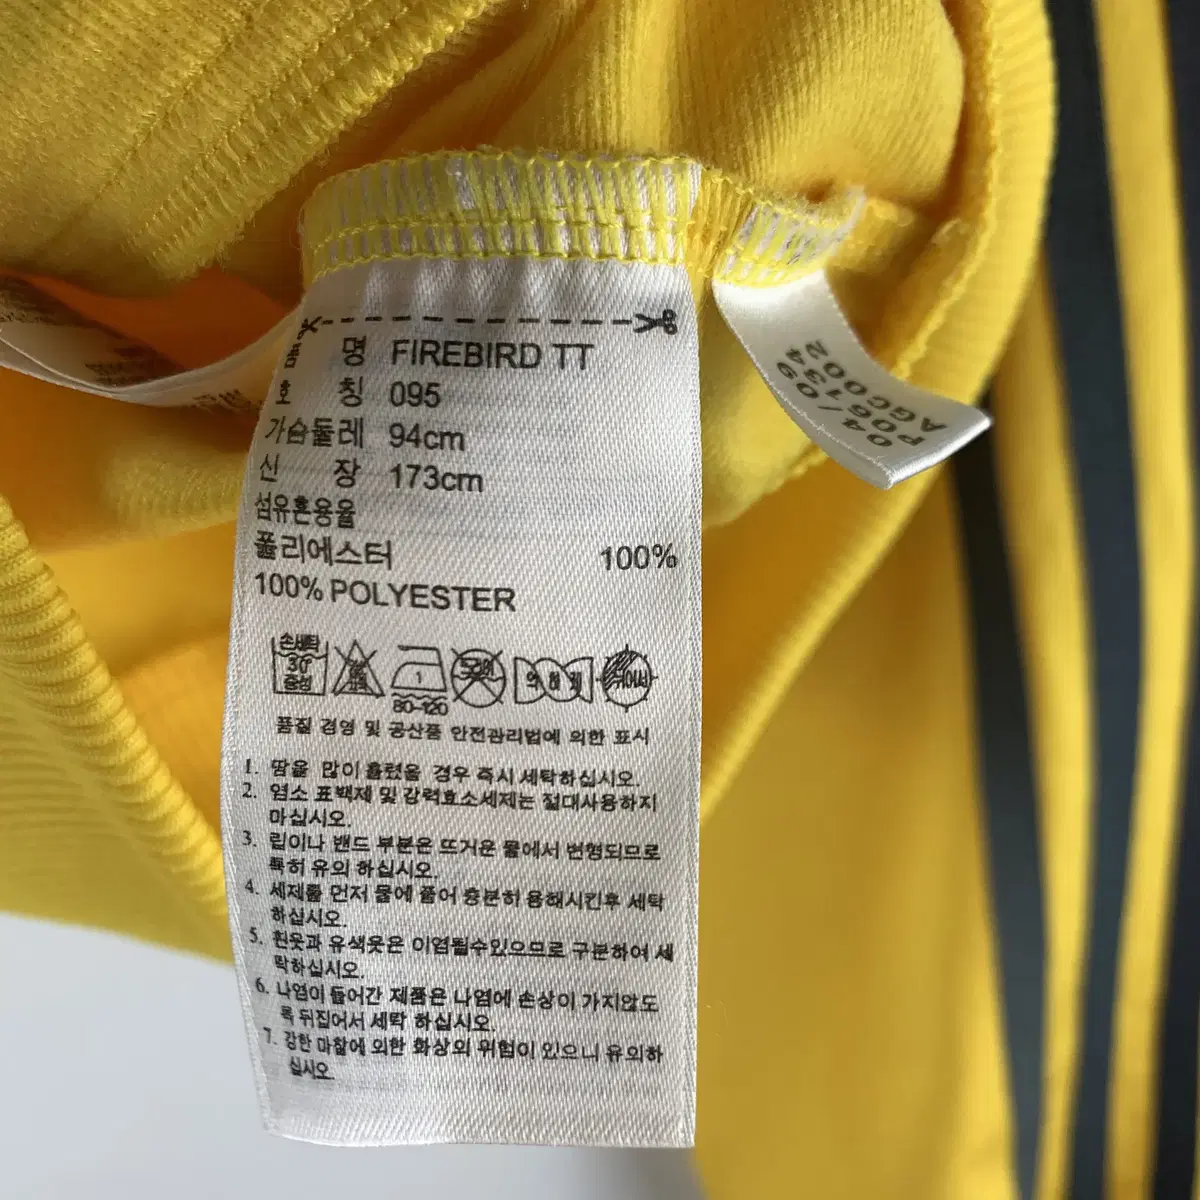 품 명 FIREBIRD TT
호 칭 095
가슴둘레 94cm
신 장 173cm
섬유혼용율
폴리에스터 100%
100% POLYESTER
손세탁
30°
중성
1
80-120
품질 경영 및 공산품 안전관리법에 의한 표시
1. 땀을 많이 흘렸을 경우 즉시 세탁하십시오.
2. 염소 표백제 및 강력효소세제는 절대사용하지
마십시오.
3. 립이나 밴드 부분은 뜨거운 물에서 변형되므로
특히 유의 하십시오.
4. 세제를 먼저 물에 풀어 충분히 용해시킨후 세탁
하십시오.
5. 흰옷과 유색옷은 이염될수있으므로 구분하여 세
탁하십시오.
6. 나염이 들어간 제품은 나염에 손상이 가지않도
록 뒤집어서 세탁 하십시오.
7. 강한 마찰에 의한 화상의 위험이 있으니 유의하
십시오.
04/09
P06139
AGC004